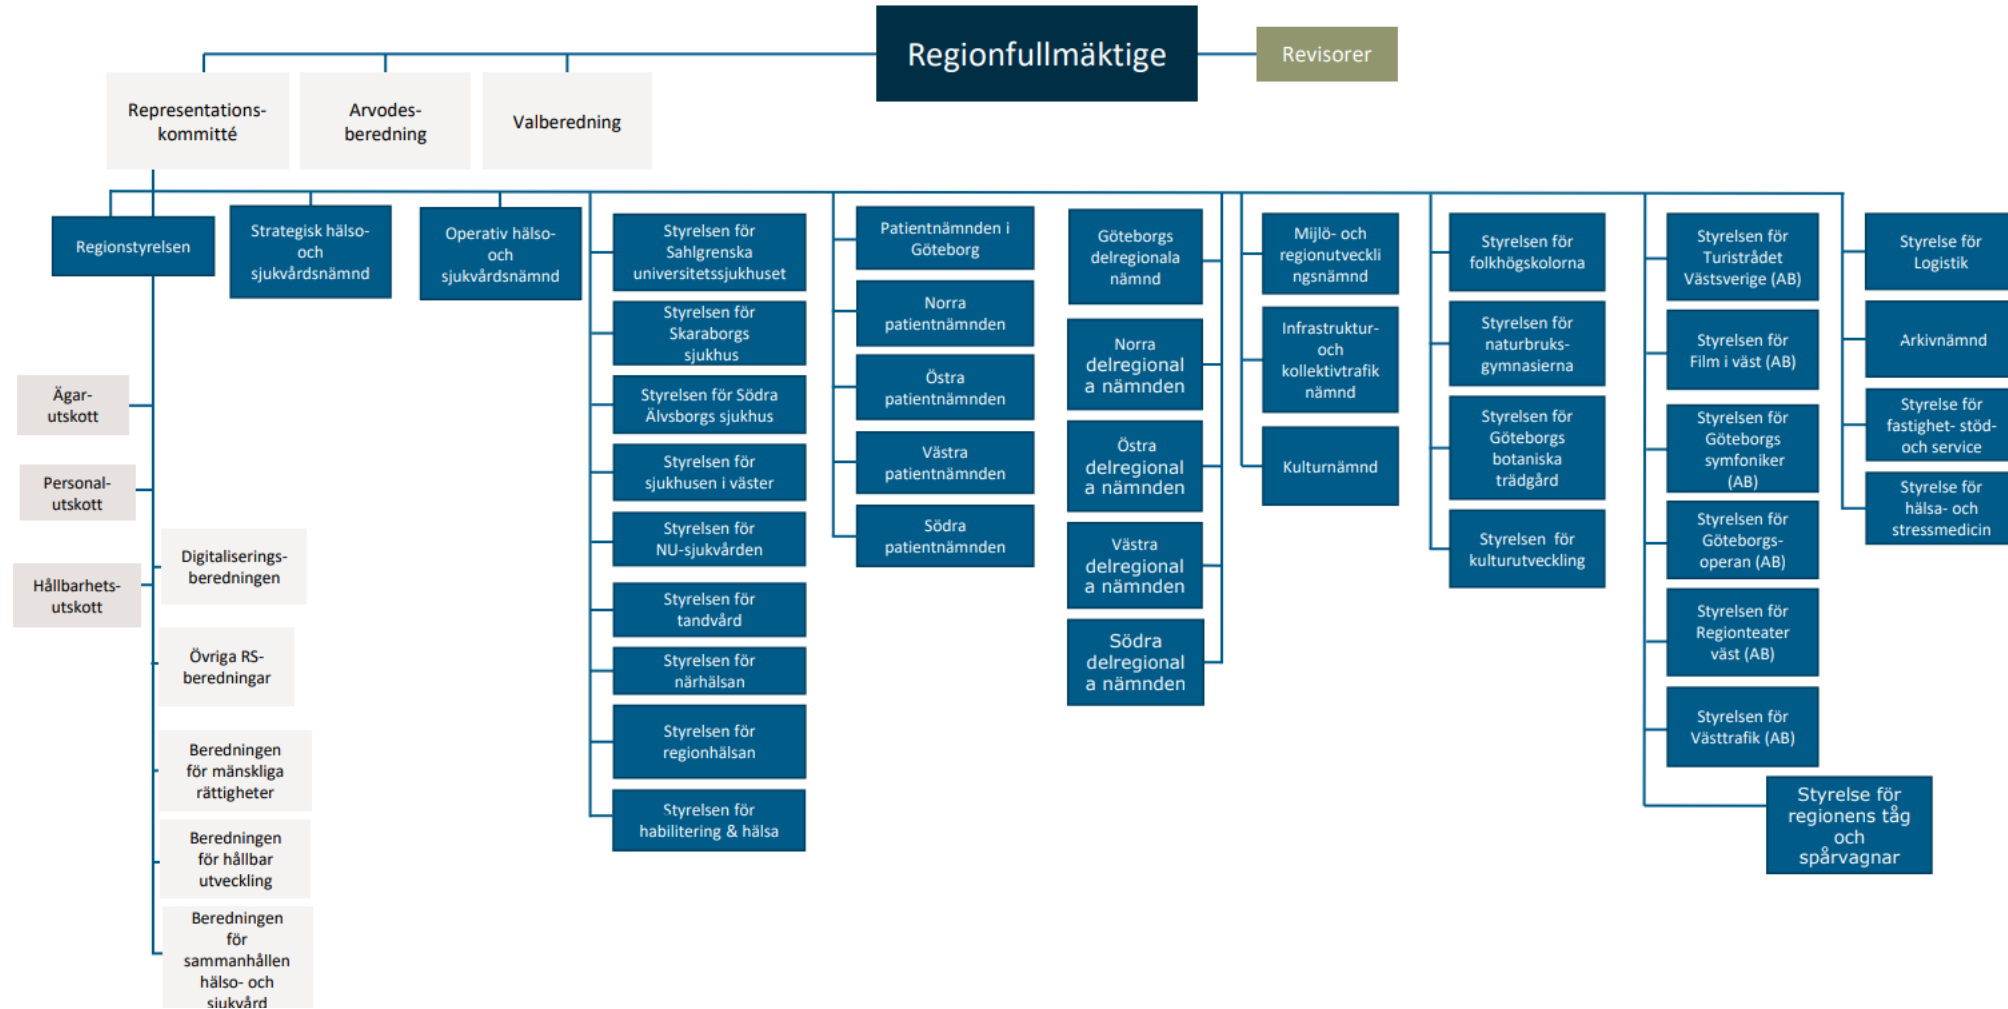 Regionfullmäktige
Revisorer
Representations-
kommitté
Arvodes-
beredning
Valberedning
Regionstyrelsen
Strategisk hälso-
och
sjukvårdsnämnd
Operativ hälso-
och
sjukvårdsnämnd
Ägar-
utskott
Personal-
utskott
Hållbarhets-
utskott
Digitaliserings-
beredningen
Övriga RS-
beredningar
Beredningen
för mänskliga
rättigheter
Beredningen
för hållbar
utveckling
Beredningen
för
sammanhållen
hälso- och
sjukvård
Styrelsen för
Sahlgrenska
universitetssjukhuset
Styrelsen för
Skaraborgs
sjukhus
Styrelsen för Södra
Älvsborgs sjukhus
Styrelsen för
sjukhusen i väster
Styrelsen för
NU-sjukvården
Styrelsen för
tandvård
Styrelsen för
närhälsan
Styrelsen för
regionhälsan
Styrelsen för
habilitering & hälsa
Patientnämnden i
Göteborg
Norra
patientnämnden
Östra
patientnämnden
Västra
patientnämnden
Södra
patientnämnden
Göteborgs
delregionala
nämnd
Norra
delregional
a nämnden
Östra
delregional
a nämnden
Västra
delregional
a nämnden
Södra
delregional
a nämnden
Mijlö- och
regionutveckli
ngsnämnd
Infrastruktur-
och
kollektivtrafik
nämnd
Kulturnämnd
Styrelsen för
folkhögskolorna
Styrelsen för
naturbruks-
gymnasierna
Styrelsen för
Göteborgs
botaniska
trädgård
Styrelsen för
kulturutveckling
Styrelsen för
Turistrådet
Västsverige (AB)
Styrelsen för
Film i väst (AB)
Styrelsen för
Göteborgs
symfoniker
(AB)
Styrelsen för
Göteborgs-
operan (AB)
Styrelsen för
Regionteater
väst (AB)
Styrelsen för
Västtrafik (AB)
Styrelse för
regionens tåg
och
spårvagnar
Styrelse för
Logistik
Arkivnämnd
Styrelse för
fastighet- stöd-
och service
Styrelse för
hälsa- och
stressmedicin